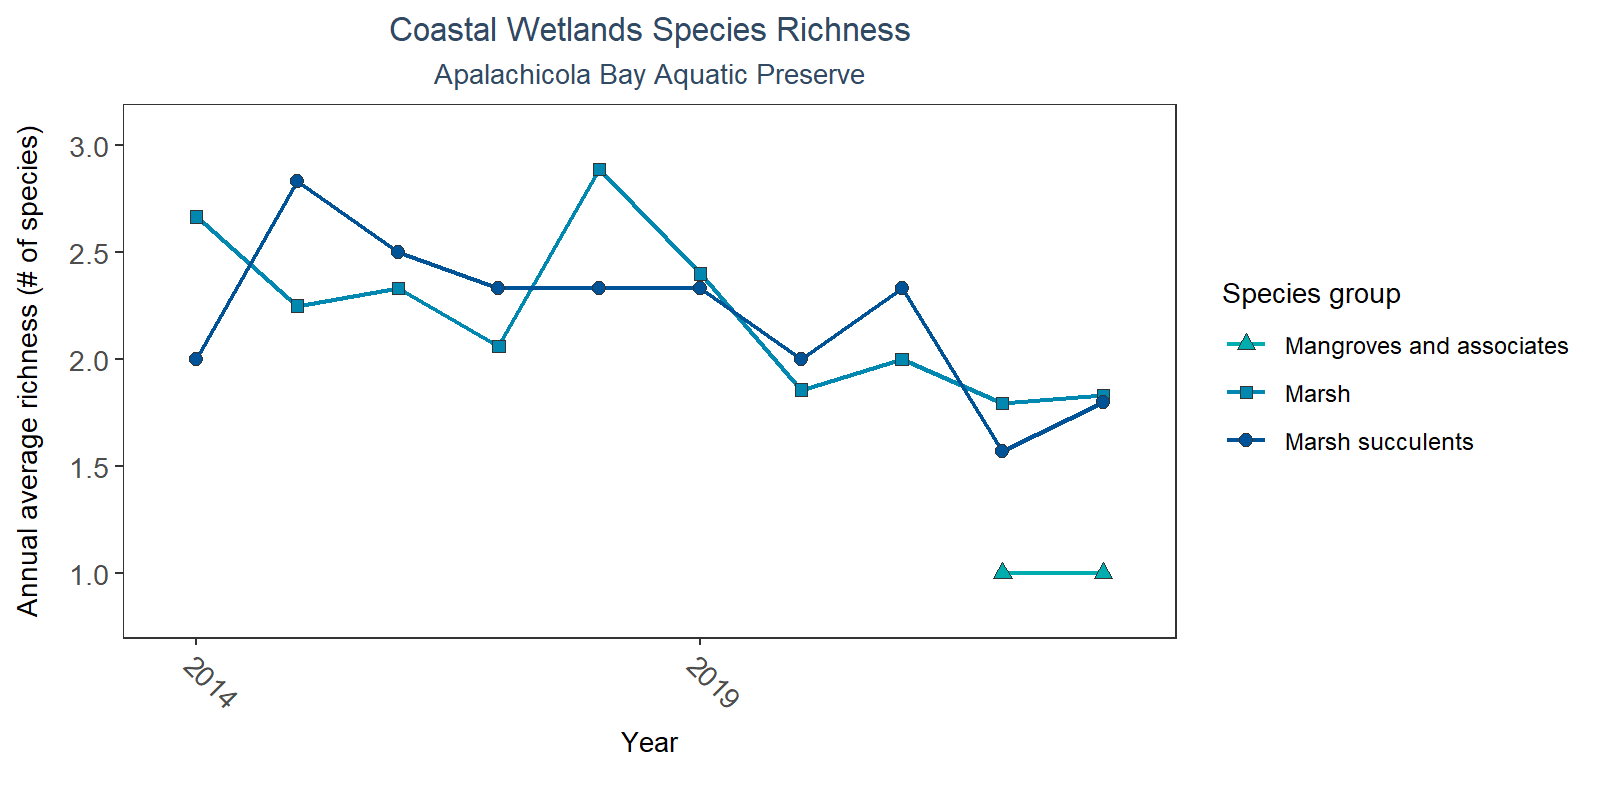 Coastal Wetlands Species Richness
Apalachicola Bay Aquatic Preserve
Annual average richness (# of species)
3.0
2.5
2.0
1.5
1.0
2014
2019
Year
Species group
Mangroves and associates
Marsh
Marsh succulents